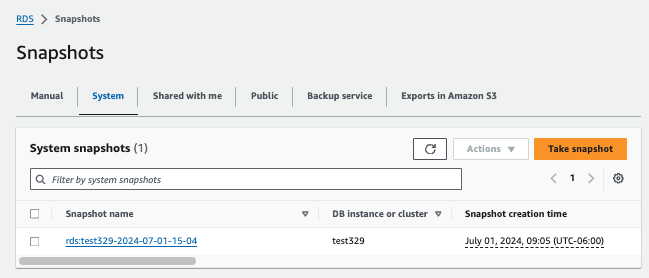 RDS > Snapshots
Snapshots
Manual | System | Shared with me | Public | Backup service | Exports in Amazon S3
System snapshots (1) Actions Take snapshot
Filter by system snapshots 1
Snapshot name DB instance or cluster Snapshot creation time
rds:test329-2024-07-01-15-04 test329 July 01, 2024, 09:05 (UTC-06:00)